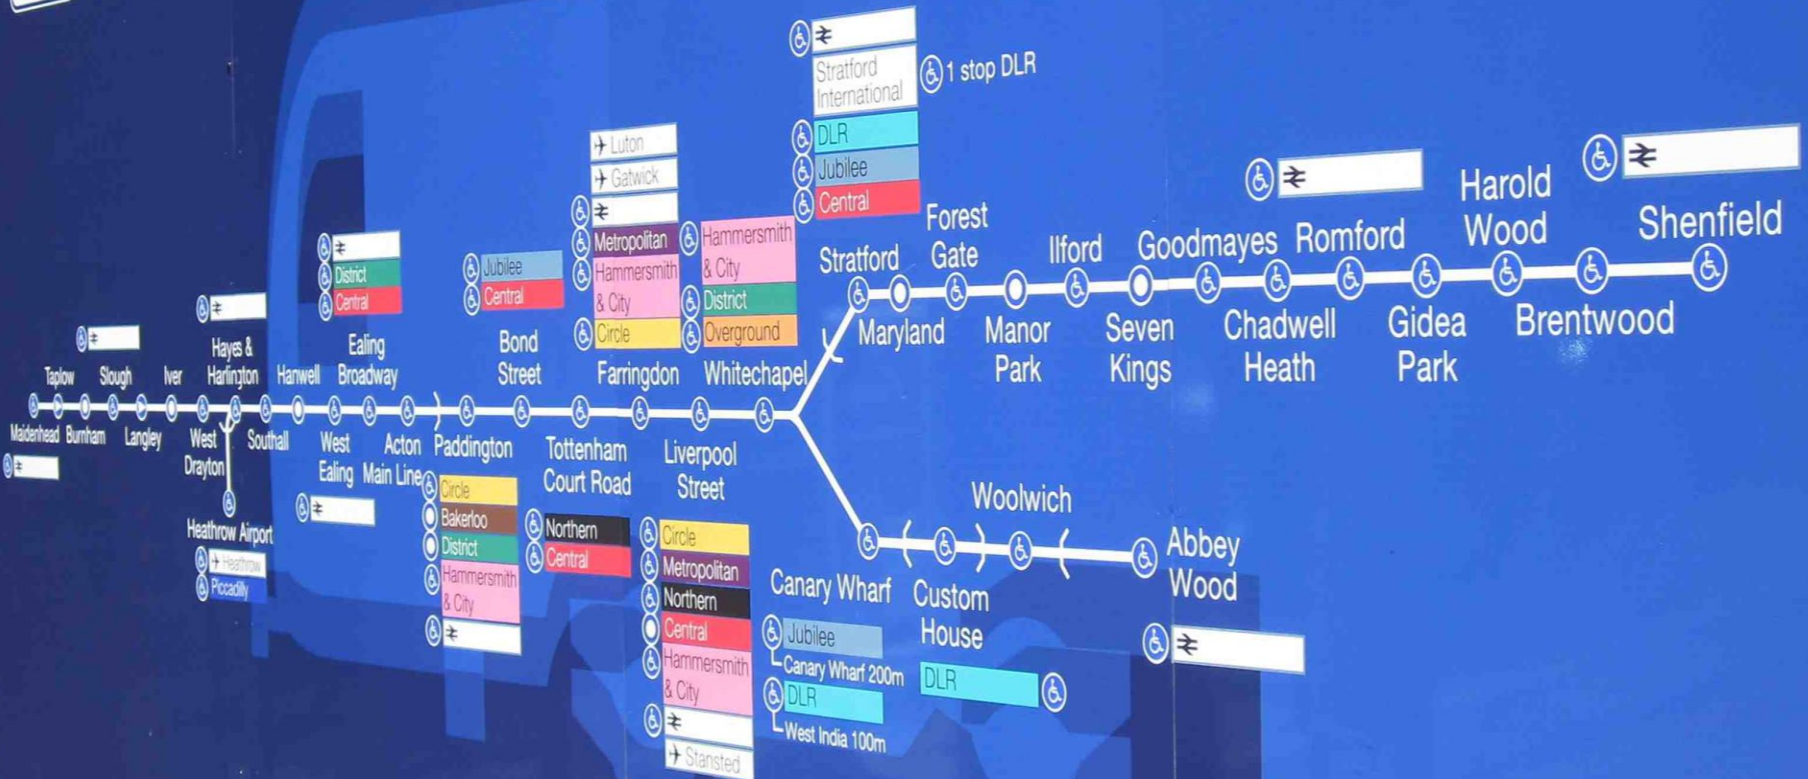 Maidenhead
Taplow
Burnham
Slough
Langley
Iver
West
Drayton
Hayes &
Harlington
Heathrow Airport
Heathrow
Piccadilly
Southall
Hanwell
West
Ealing
District
Central
Ealing
Broadway
Acton
Main Line
Paddington
Circle
Bakerloo
District
Hammersmith
& City
Jubilee
Central
Bond
Street
Tottenham
Court Road
Northern
Central
Luton
Gatwick
Metropolitan
Hammersmith
& City
Circle
Farringdon
Liverpool
Street
Circle
Metropolitan
Northern
Central
Hammersmith
& City
Stansted
Hammersmith
& City
District
Overground
Whitechapel
Stratford
International
1 stop DLR
DLR
Jubilee
Central
Stratford
Maryland
Forest
Gate
Manor
Park
Ilford
Seven
Kings
Goodmayes
Chadwell
Heath
Romford
Gidea
Park
Harold
Wood
Brentwood
Shenfield
Canary Wharf
Jubilee
Canary Wharf 200m
DLR
West India 100m
Custom
House
DLR
Woolwich
Abbey
Wood